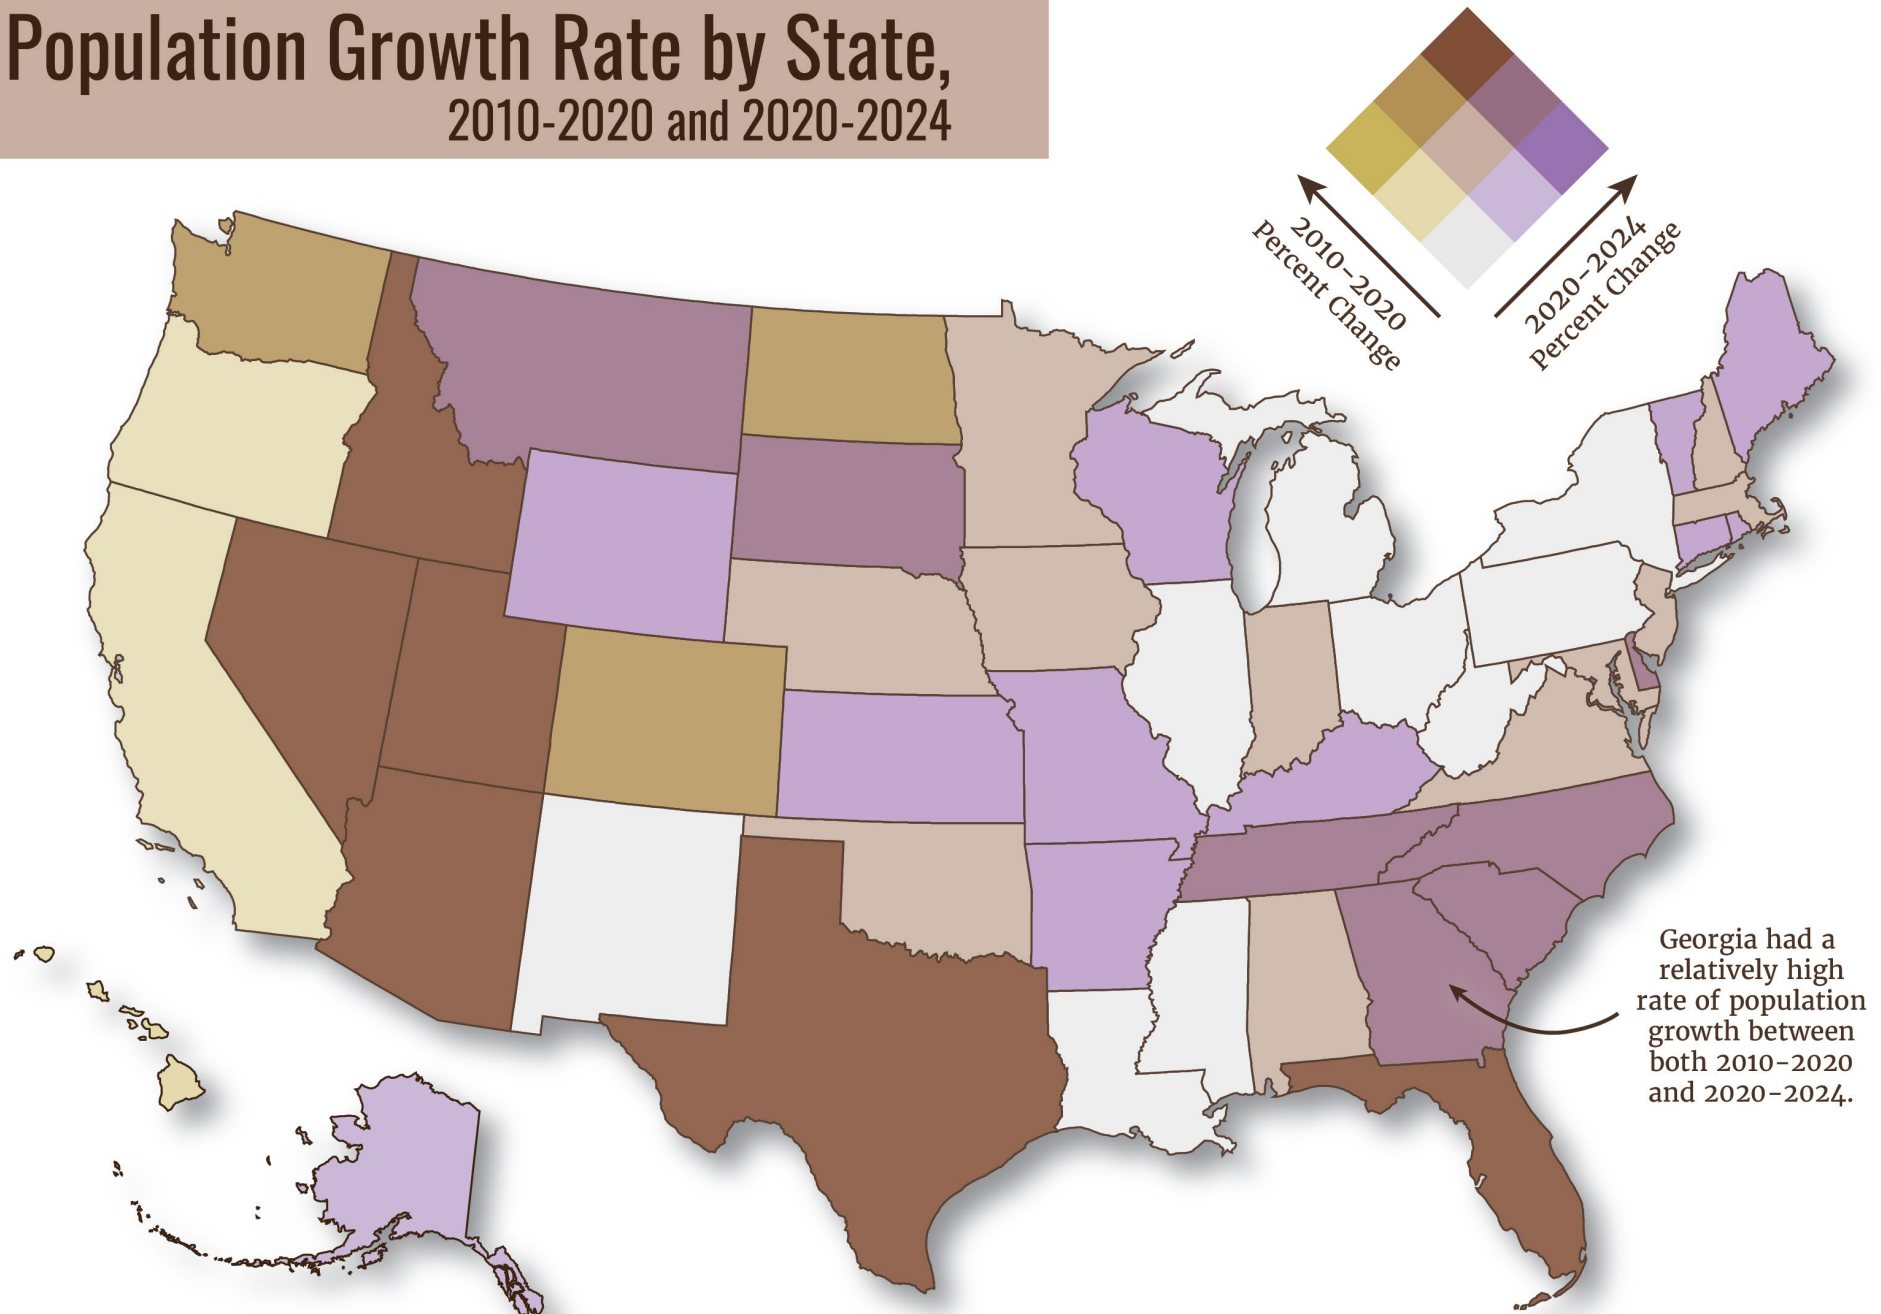 Population Growth Rate by State,
2010-2020 and 2020-2024
2010-2020
Percent Change
2020-2024
Percent Change
Georgia had a
relatively high
rate of population
growth between
both 2010-2020
and 2020-2024.